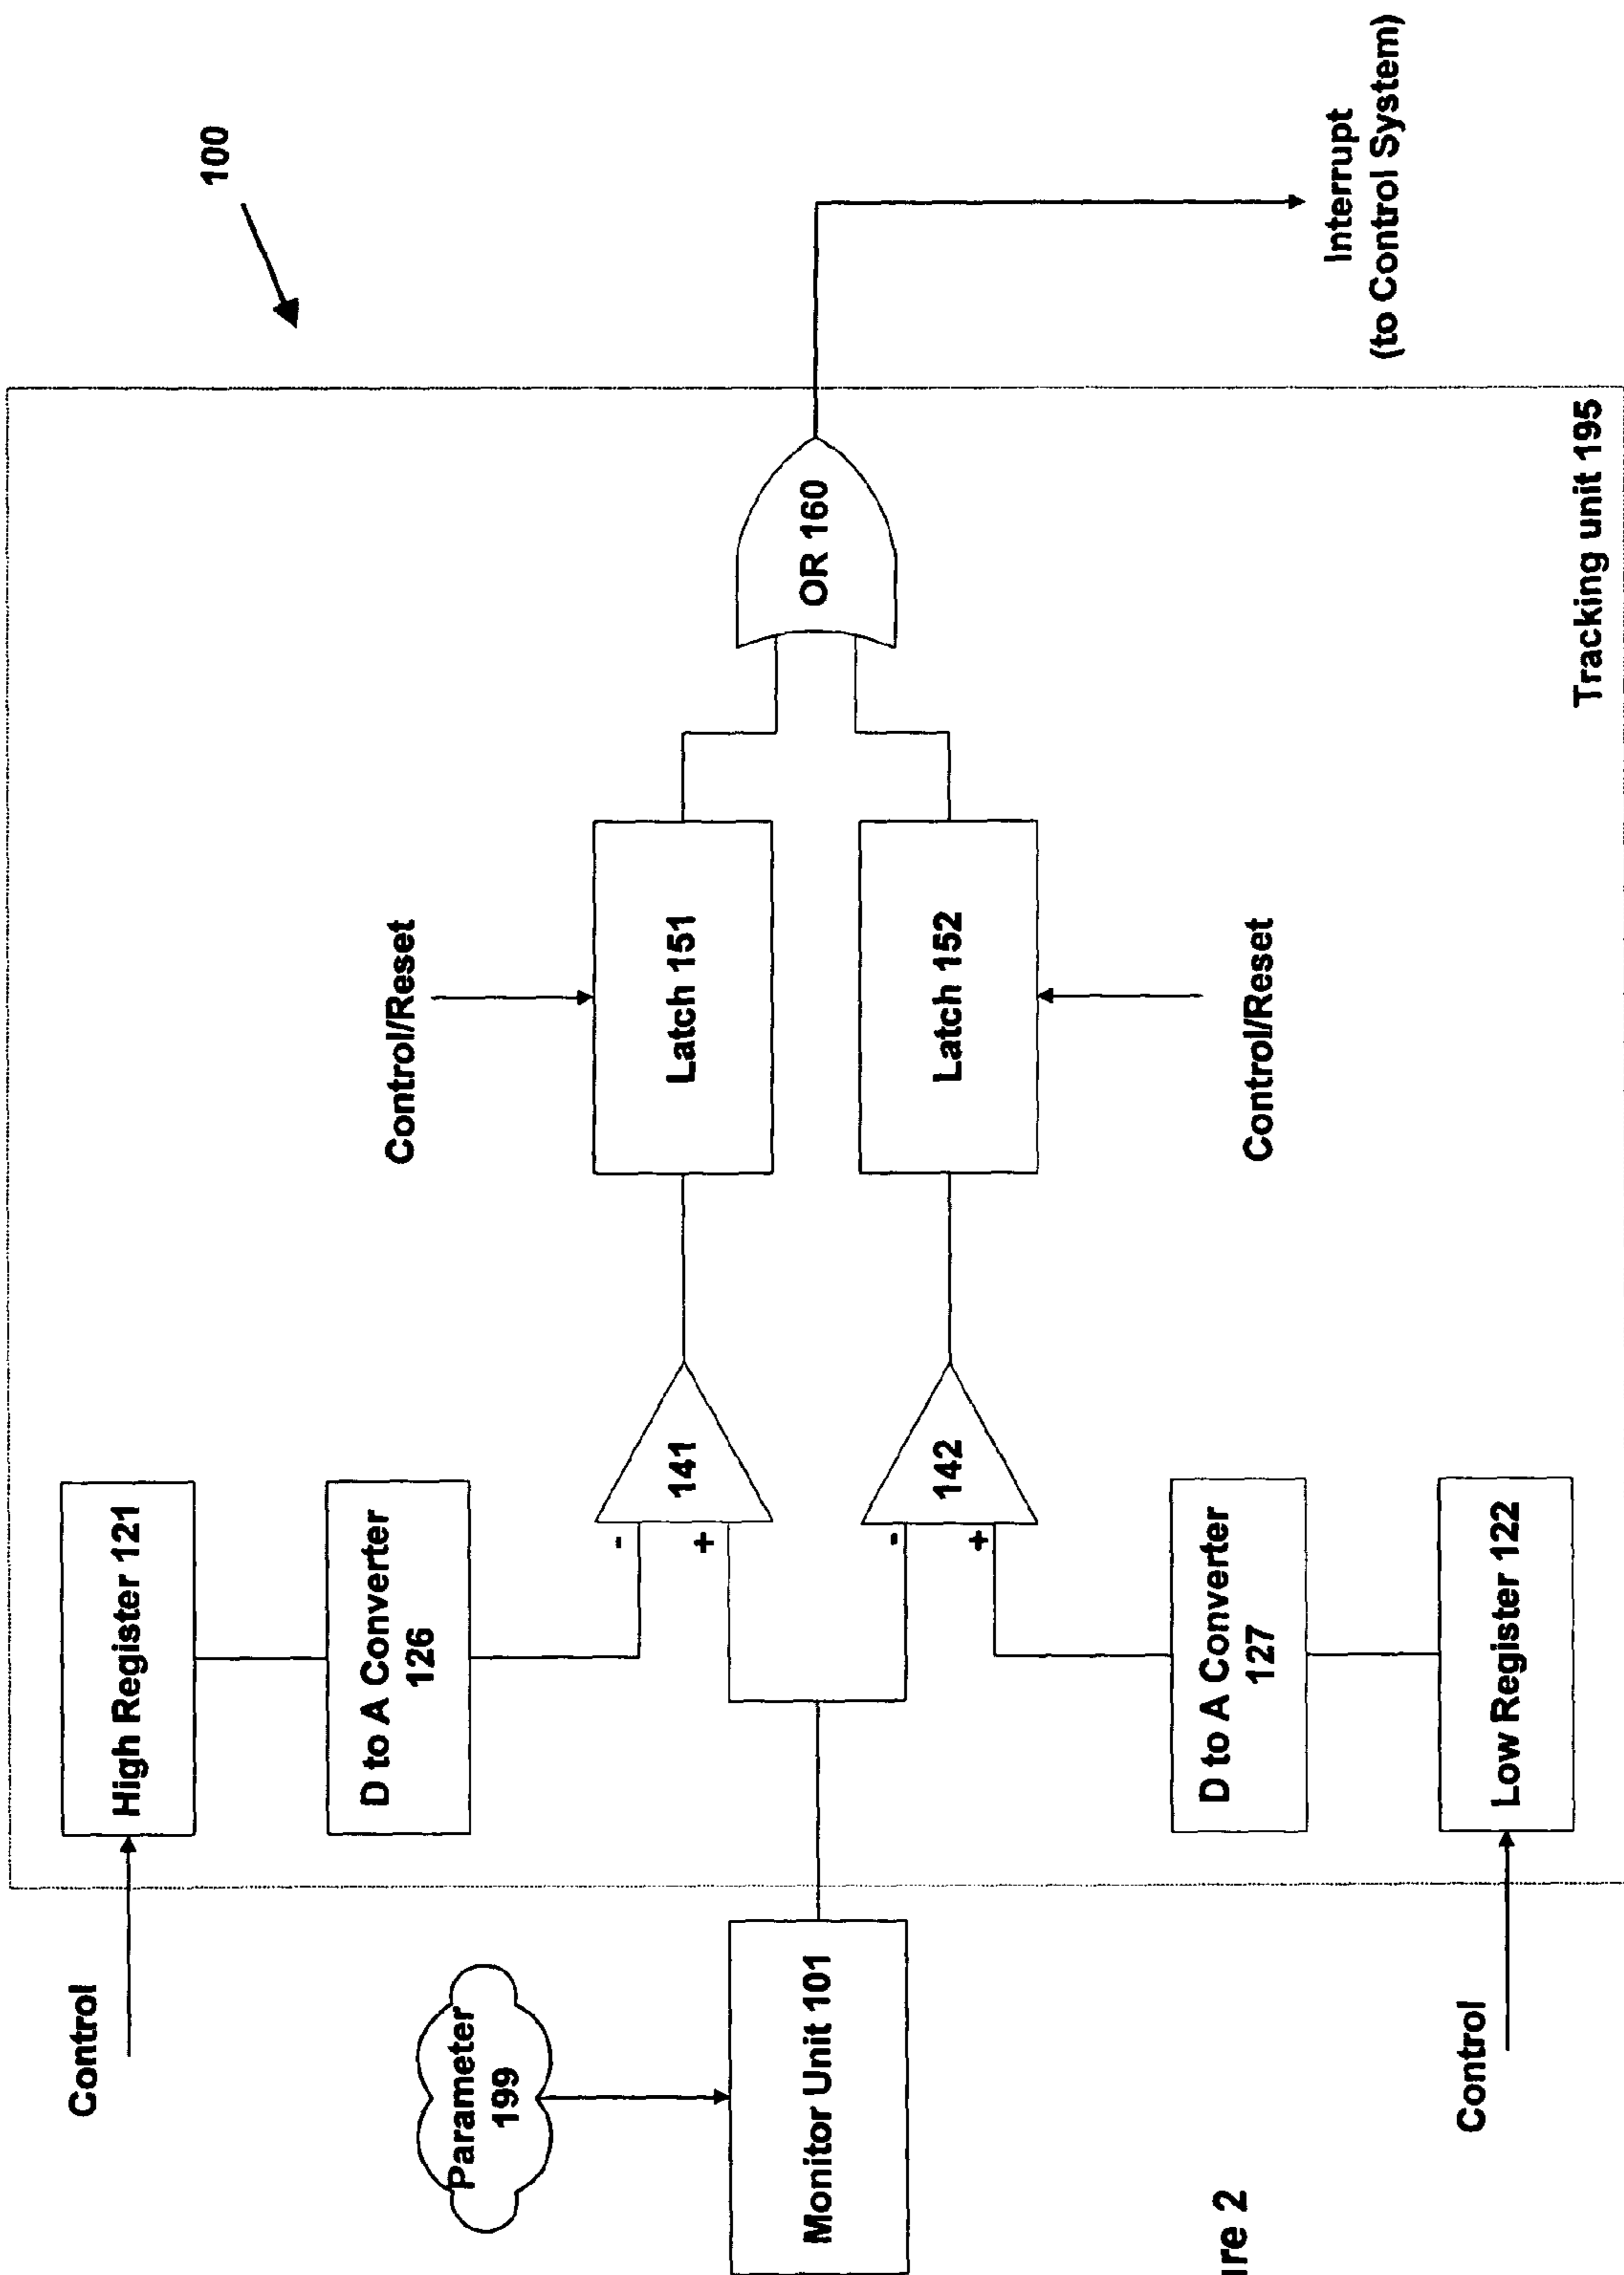 100
Control
High Register 121
D to A Converter
126
Control/Reset
Parameter
199
-
141
+
Latch 151
Monitor Unit 101
OR 160
-
142
+
Latch 152
Interrupt
(to Control System)
D to A Converter
127
Control/Reset
Control
Low Register 122
Tracking unit 195
ure 2